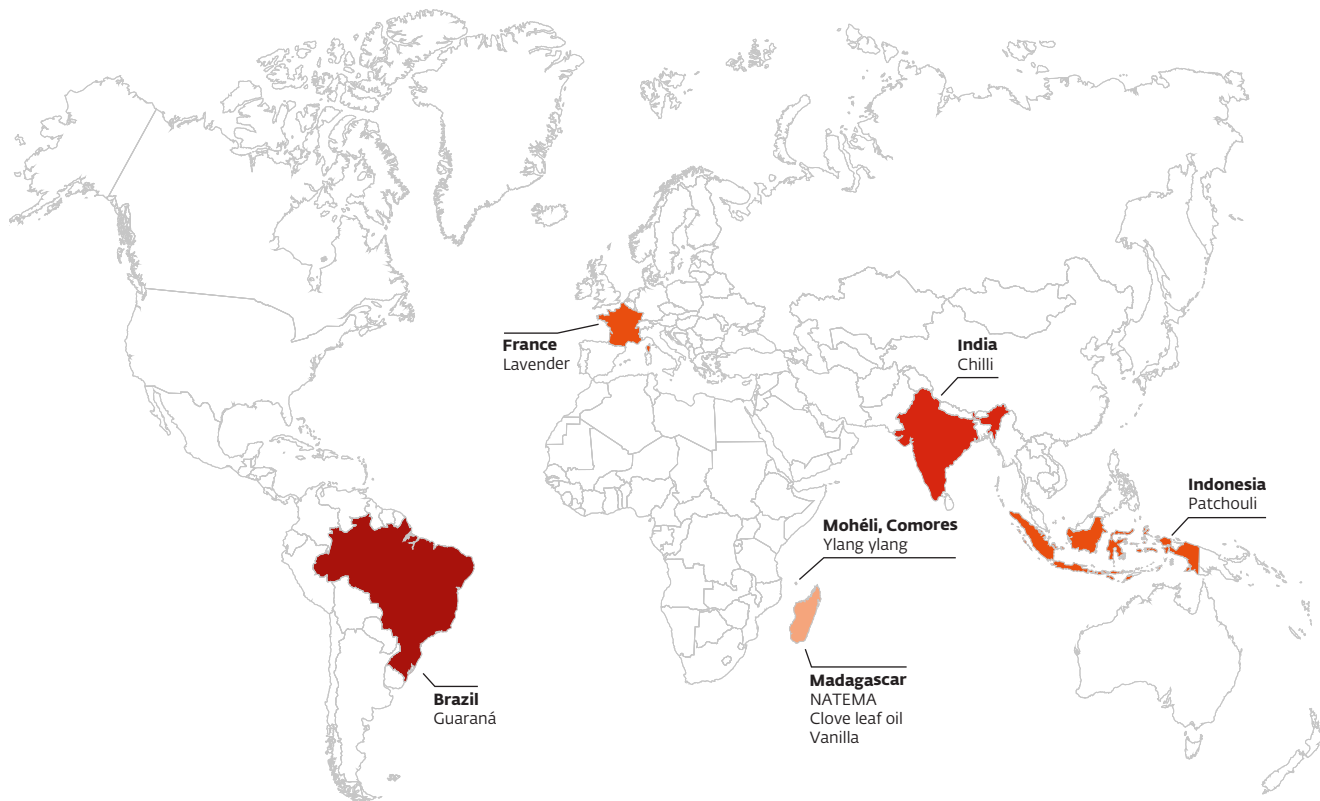 France
Lavender
India
Chilli
Indonesia
Patchouli
Mohéli, Comores
Ylang ylang
Madagascar
NATEMA
Clove leaf oil
Vanilla
Brazil
Guaraná